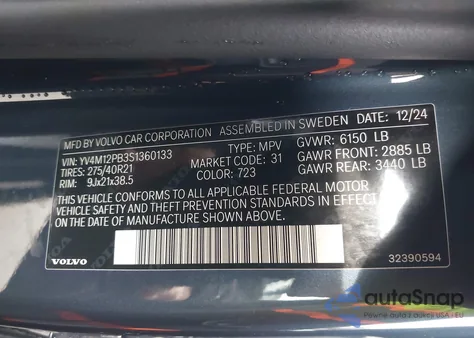 MFD BY VOLVO CAR CORPORATION ASSEMBLED IN SWEDEN 12/24
VIN: YV4M12PB3S1360133 TYPE: MPV GVWR: 6150 LB
TIRES: 275/40R21 MARKET CODE: 31 GAWR FRONT: 2885 LB
RIM: 9Jx21x38.5 COLOR: 723 GAWR REAR: 3440 LB
THIS VEHICLE CONFORMS TO ALL APPLICABLE FEDERAL MOTOR
VEHICLE SAFETY AND THEFT PREVENTION STANDARDS IN EFFECT
ON THE DATE OF MANUFACTURE SHOWN ABOVE.
VOLVO 32390594
autoSnap